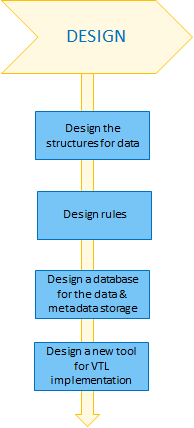 DESIGN
Design the
structures for data
Design rules
Design a database
for the data &
metadata storage
Design a new tool
for VTL
implementation